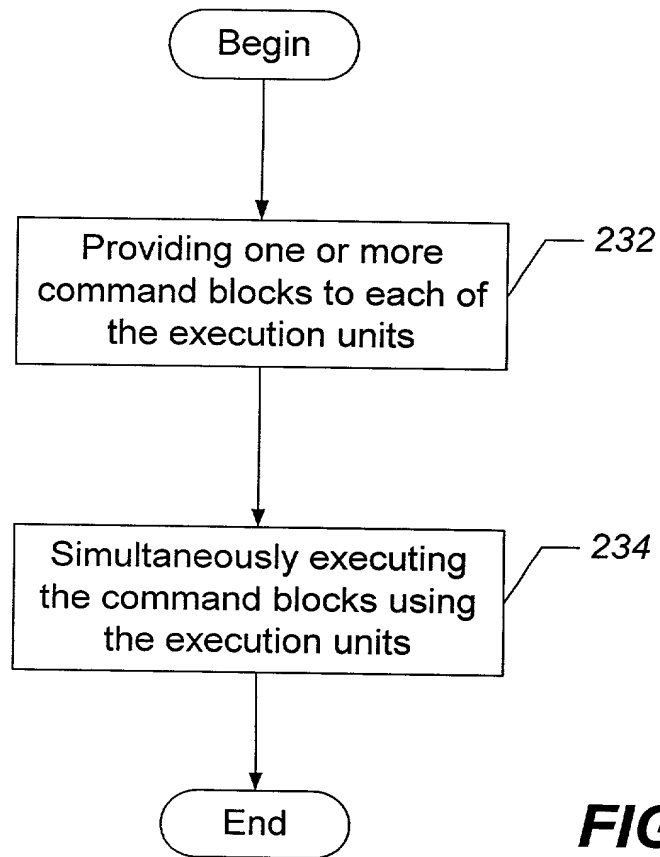 Begin
Providing one or more
command blocks to each of
the execution units
232
Simultaneously executing
the command blocks using
the execution units
234
End
FIG